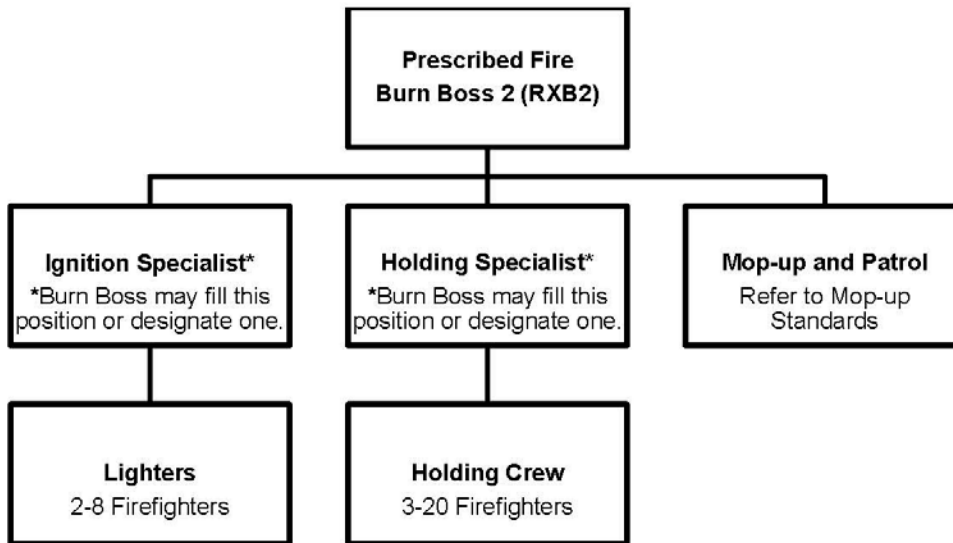 Prescribed Fire
Burn Boss 2 (RXB2)
Ignition Specialist*
*Burn Boss may fill this
position or designate one.
Holding Specialist*
*Burn Boss may fill this
position or designate one.
Mop-up and Patrol
Refer to Mop-up
Standards
Lighters
2-8 Firefighters
Holding Crew
3-20 Firefighters